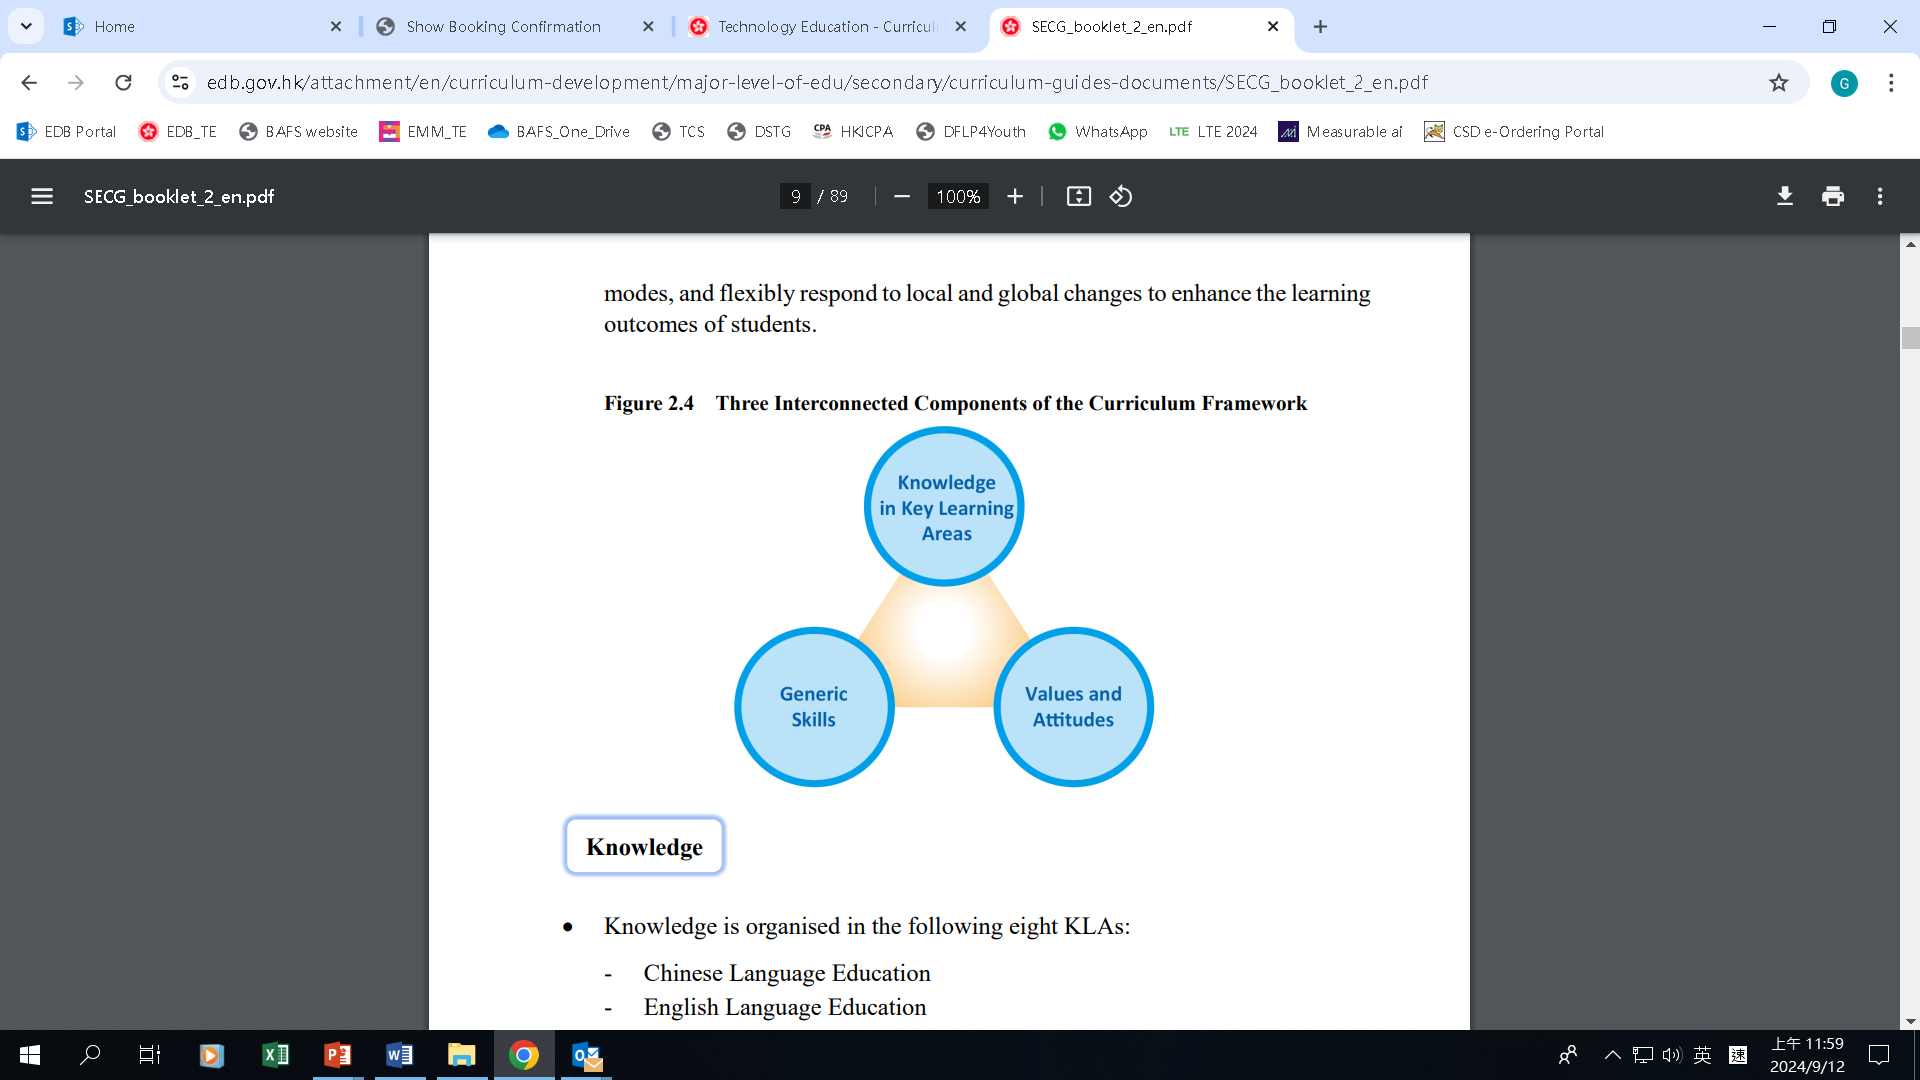 Home
Show Booking Confirmation
Technology Education - Curricul
SECG_booklet_2_en.pdf
edb.gov.hk/attachment/en/curriculum-development/major-level-of-edu/secondary/curriculum-guides-documents/SECG_booklet_2_en.pdf
G
EDB Portal
EDB_TE
BAFS website
EMM_TE
BAFS_One_Drive
TCS
DSTG
CPA
HKICPA
DFLP4Youth
WhatsApp
LTE
LTE 2024
Measurable ai
CSD e-Ordering Portal
SECG_booklet_2_en.pdf
9 / 89
100%
modes, and flexibly respond to local and global changes to enhance the learning
outcomes of students.
Figure 2.4 Three Interconnected Components of the Curriculum Framework
Knowledge
in Key Learning
Areas
Generic
Skills
Values and
Attitudes
Knowledge
• Knowledge is organised in the following eight KLAs:
- Chinese Language Education
- English Language Education
英
速
上午 11:59
2024/9/12